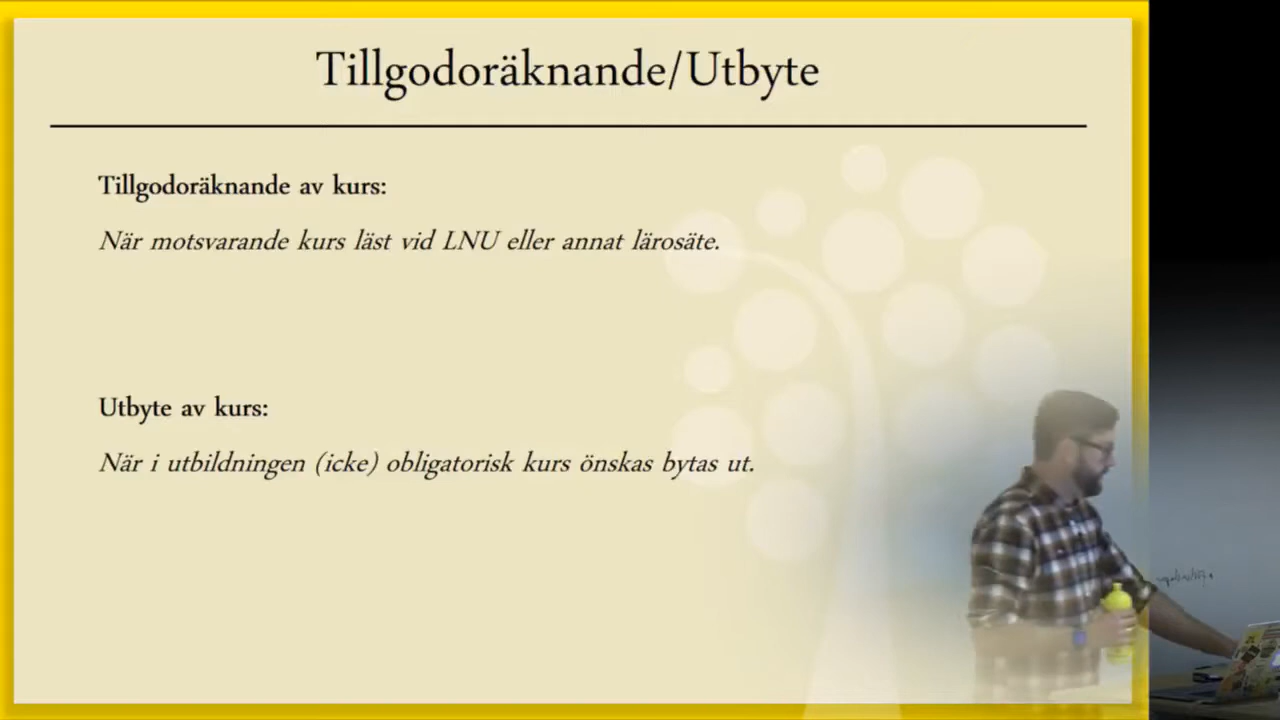 Tillgodoräknande/Utbyte
Tillgodoräknande av kurs:
När motsvarande kurs läst vid LNU eller annat lärosäte.
Utbyte av kurs:
När i utbildningen (icke) obligatorisk kurs önskas bytas ut.